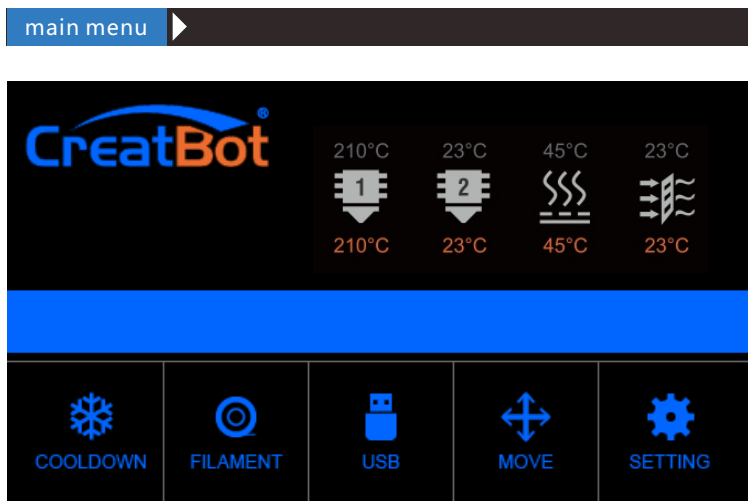 main menu
CreatBot®
210°C 23°C 45°C 23°C
1 2
210°C 23°C 45°C 23°C
COOLDOWN FILAMENT USB MOVE SETTING